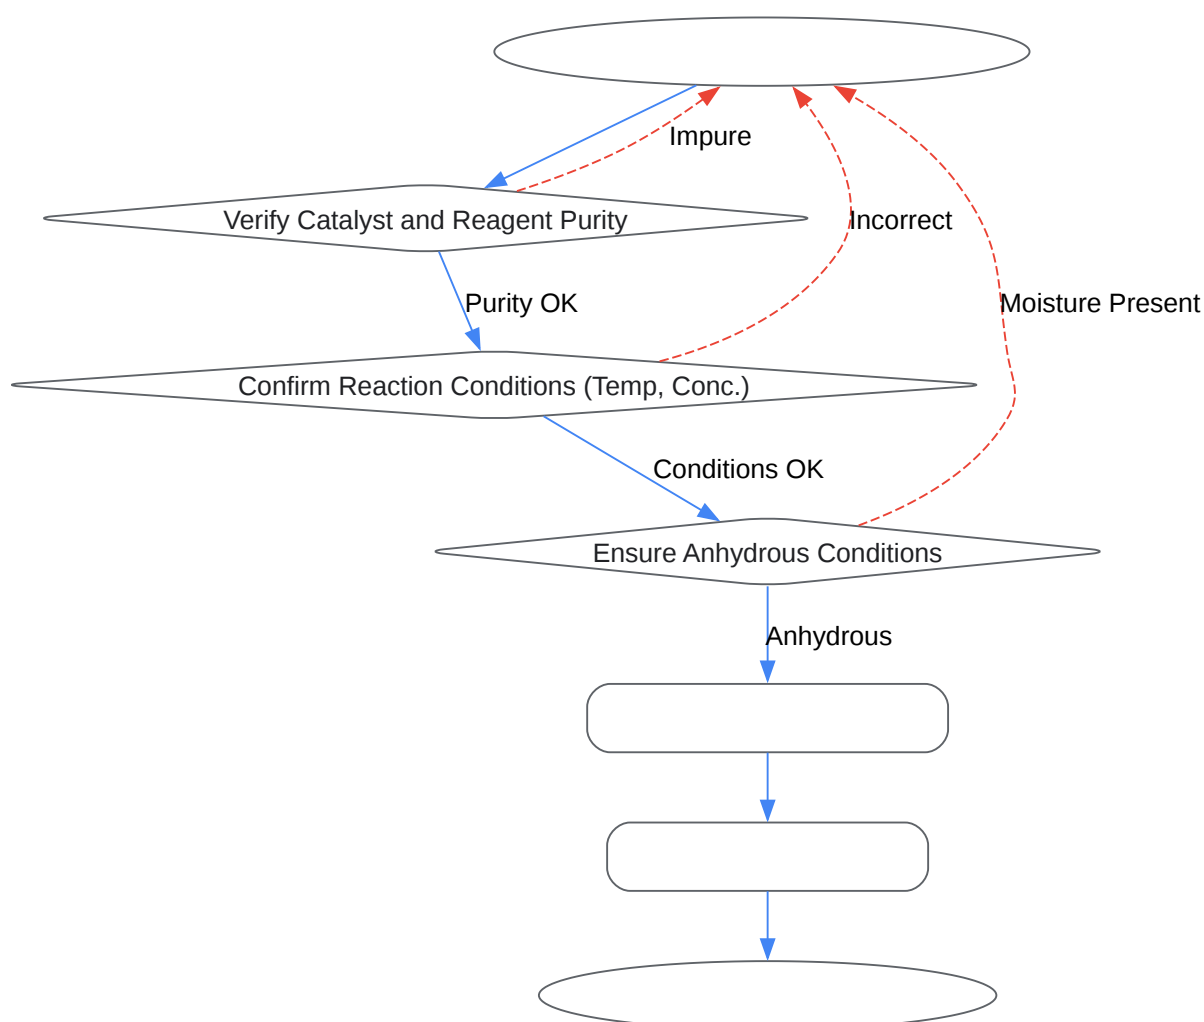 Impure
Verify Catalyst and Reagent Purity
Incorrect
Purity OK
Moisture Present
Confirm Reaction Conditions (Temp, Conc.)
Conditions OK
Ensure Anhydrous Conditions
Anhydrous